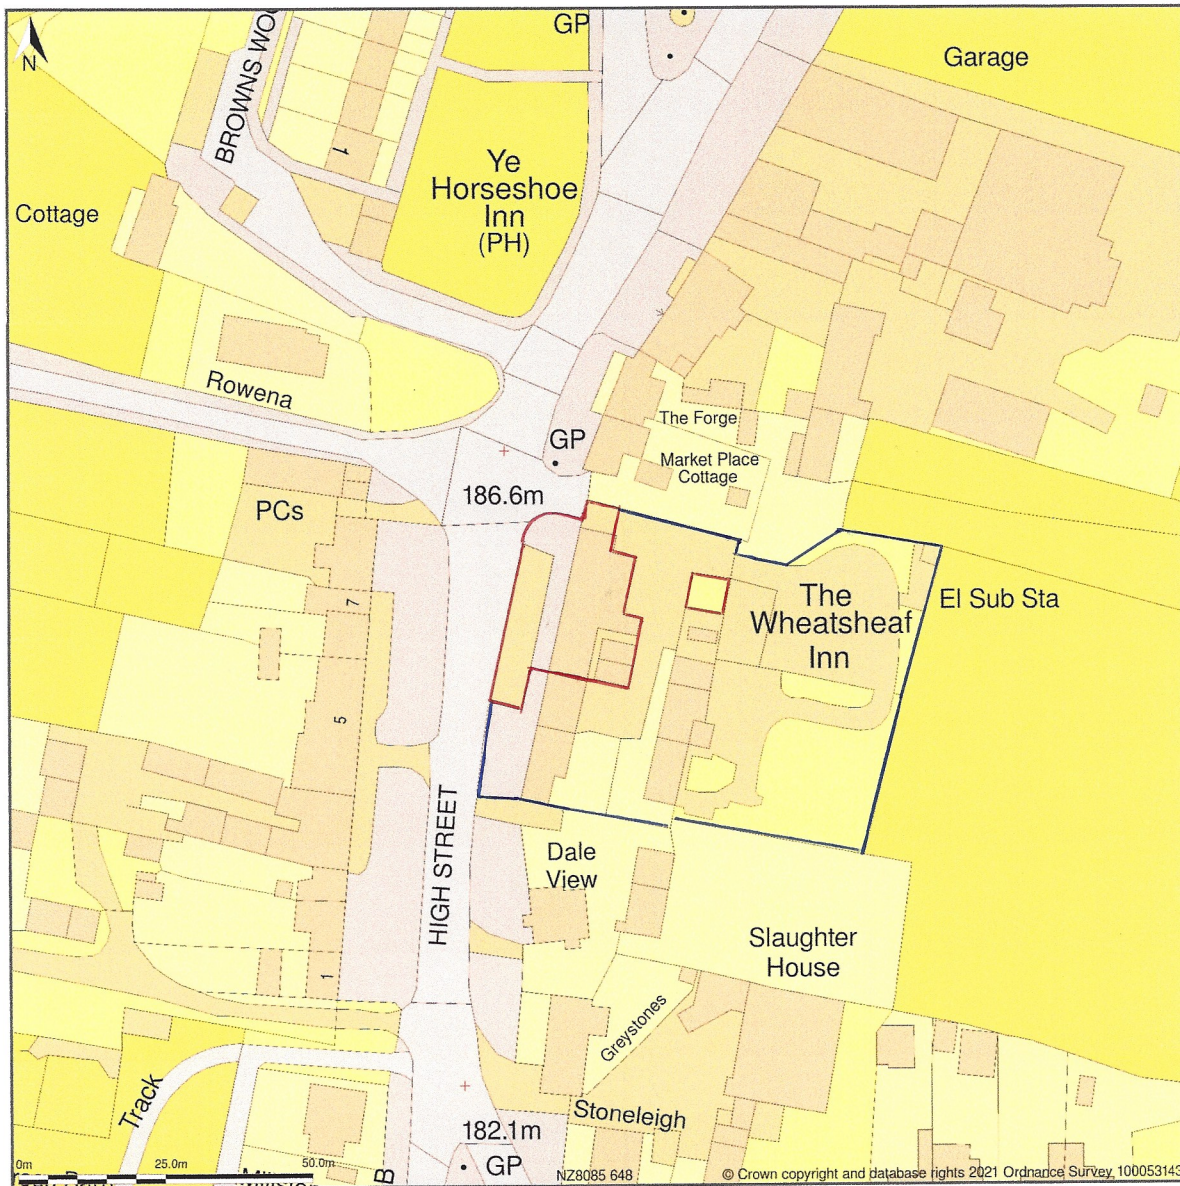 GP
N
BROWNS WOO
Garage
1
Ye
Horseshoe
Inn
(PH)
Cottage
Rowena
The Forge
GP
Market Place
Cottage
186.6m
PCs
7
The
Wheatsheaf
Inn
El Sub Sta
5
HIGH STREET
Dale
View
Slaughter
House
1
Greystones
Track
Stoneleigh
182.1m
B
GP
0m
25.0m
50.0m
NZ8085 648
© Crown copyright and database rights 2021 Ordnance Survey 100053143